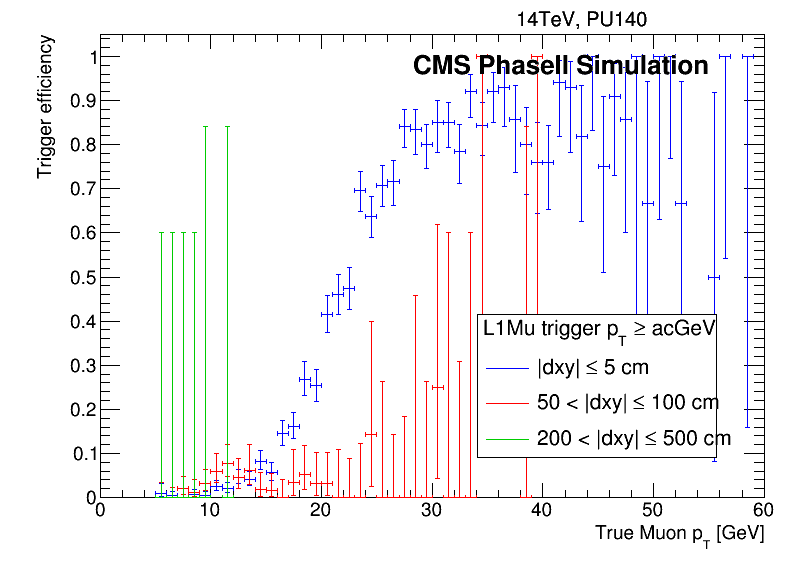 14TeV, PU140
CMS PhaseII Simulation
Trigger efficiency
1
0.9
0.8
0.7
0.6
0.5
0.4
0.3
0.2
0.1
0
L1Mu trigger p_T ≥ acGeV
|dxy| ≤ 5 cm
50 < |dxy| ≤ 100 cm
200 < |dxy| ≤ 500 cm
0 10 20 30 40 50 60
True Muon p_T [GeV]